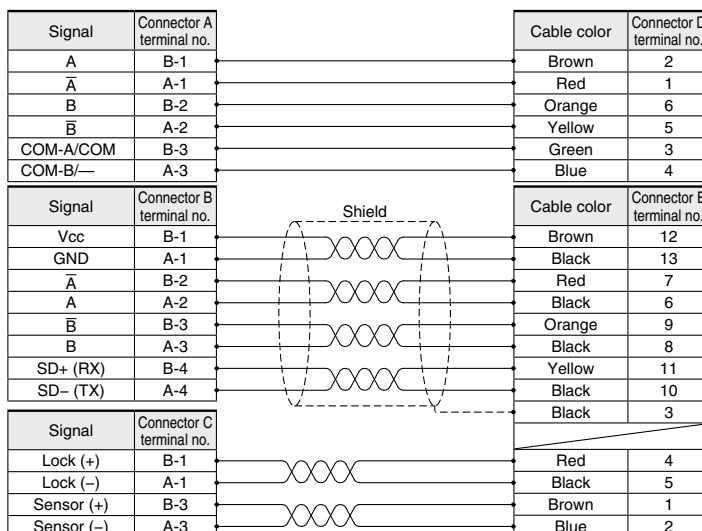 Signal Connector A terminal no. Cable color Connector D terminal no.
A B-1 Brown 2
A̅ A-1 Red 1
B B-2 Orange 6
B̅ A-2 Yellow 5
COM-A/COM B-3 Green 3
COM-B/— A-3 Blue 4
Signal Connector B terminal no. Shield Cable color Connector E terminal no.
Vcc B-1 Brown 12
GND A-1 Black 13
A̅ B-2 Red 7
A A-2 Black 6
B̅ B-3 Orange 9
B A-3 Black 8
SD+ (RX) B-4 Yellow 11
SD− (TX) A-4 Black 10
Black 3
Signal Connector C terminal no.
Lock (+) B-1 Red 4
Lock (−) A-1 Black 5
Sensor (+) B-3 Brown 1
Sensor (−) A-3 Blue 2